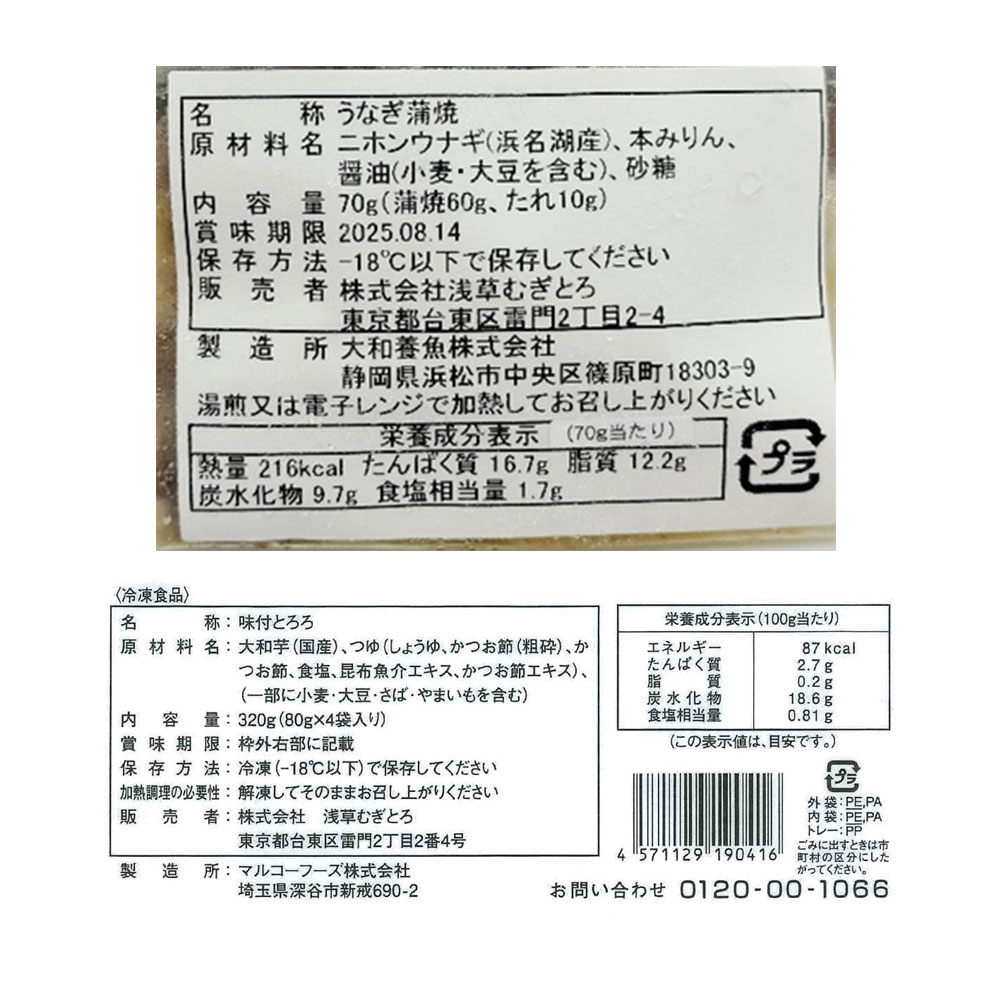 名称 うなぎ蒲焼
原材料名 ニホンウナギ(浜名湖産)、本みりん、
醤油(小麦・大豆を含む)、砂糖
内容量 70g(蒲焼60g、たれ10g)
賞味期限 2025.08.14
保存方法 -18℃以下で保存してください
販売者 株式会社浅草むぎとろ
東京都台東区雷門2丁目2-4
製造所 大和養魚株式会社
静岡県浜松市中央区篠原町18303-9
湯煎又は電子レンジで加熱してお召し上がりください
栄養成分表示 (70g当たり)
熱量 216kcal たんぱく質 16.7g 脂質 12.2g
炭水化物 9.7g 食塩相当量 1.7g
プラ
〈冷凍食品〉
名称:味付とろろ
原材料名:大和芋(国産)、つゆ(しょうゆ、かつお節(粗砕)、か
つお節、食塩、昆布魚介エキス、かつお節エキス)、
(一部に小麦・大豆・さば・やまいもを含む)
内容量:320g(80g×4袋入り)
賞味期限:枠外右部に記載
保存方法:冷凍(-18℃以下)で保存してください
加熱調理の必要性:解凍してそのままお召し上がりください
販売者:株式会社 浅草むぎとろ
東京都台東区雷門2丁目2番4号
製造所:マルコーフーズ株式会社
埼玉県深谷市新戒690-2
栄養成分表示(100g当たり)
エネルギー 87kcal
たんぱく質 2.7g
脂質 0.2g
炭水化物 18.6g
食塩相当量 0.81g
(この表示値は、目安です。)
4 571129 190416
プラ
外袋:PE,PA
内袋:PE,PA
トレー:PP
ごみに出すときは市
町村の区分にした
がってください。
お問い合わせ 0120-00-1066